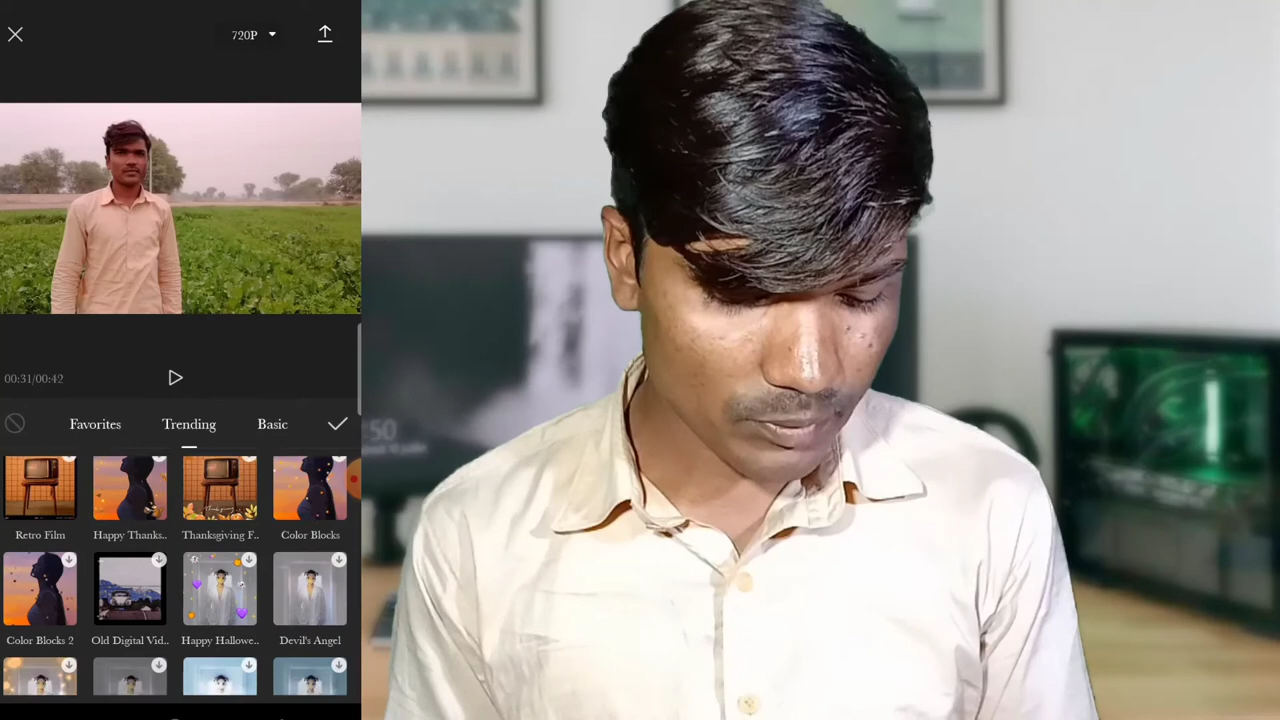 720P
00:31/00:42
Favorites Trending Basic
Retro Film Happy Thanks.. Thanksgiving F.. Color Blocks
Color Blocks 2 Old Digital Vid.. Happy Hallowe.. Devil's Angel
:50